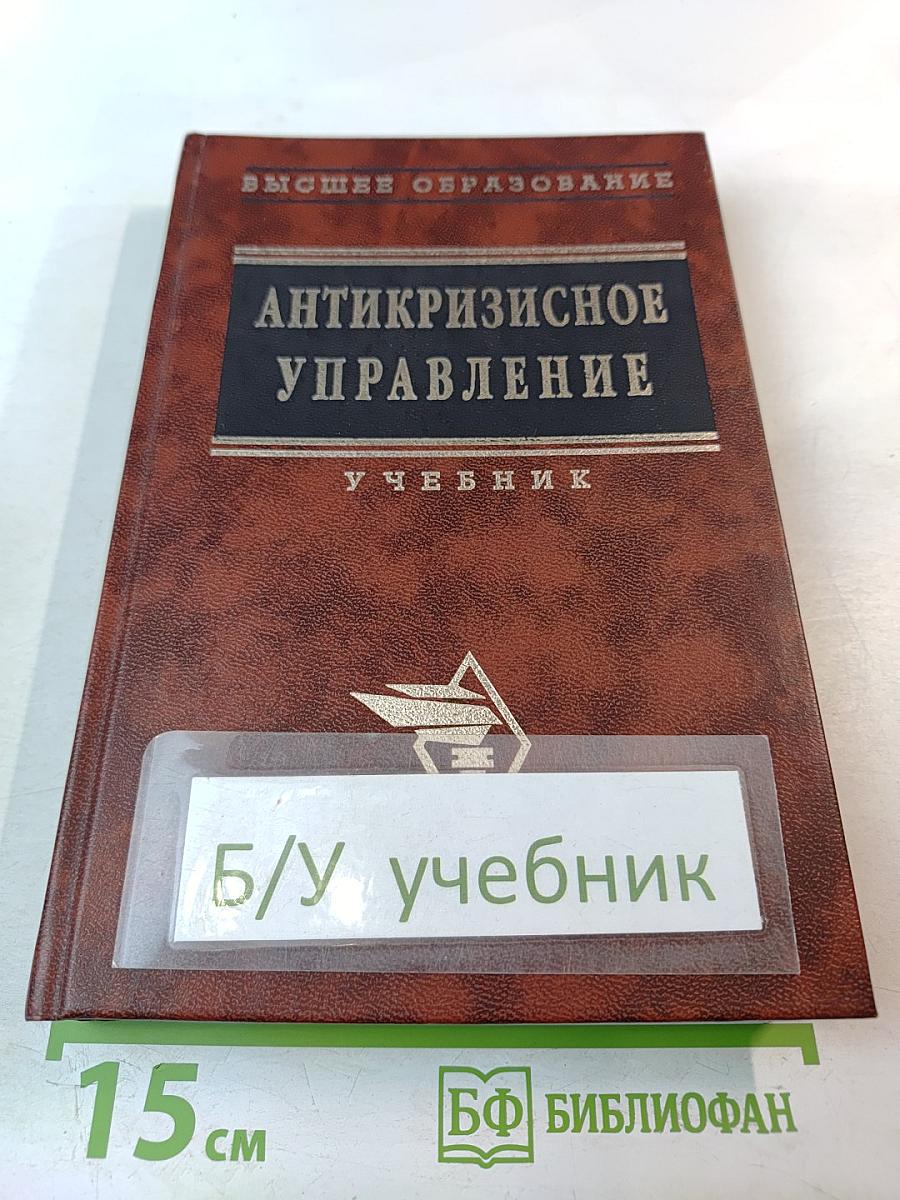 ВЫСШЕЕ ОБРАЗОВАНИЕ
АНТИКРИЗИСНОЕ
УПРАВЛЕНИЕ
УЧЕБНИК
Б/У учебник
15 см
БФ БИБЛИОФАН